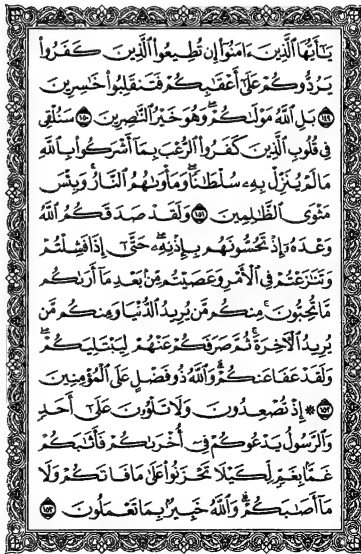 يَـٰٓأَيُّهَا ٱلَّذِينَ ءَامَنُوٓا۟ إِن تُطِيعُوا۟ ٱلَّذِينَ كَفَرُوا۟
يَرُدُّوكُمْ عَلَىٰٓ أَعْقَـٰبِكُمْ فَتَنقَلِبُوا۟ خَـٰسِرِينَ
١٤٩ بَلِ ٱللَّهُ مَوْلَىٰكُمْ ۖ وَهُوَ خَيْرُ ٱلنَّـٰصِرِينَ ١٥٠ سَنُلْقِى
فِى قُلُوبِ ٱلَّذِينَ كَفَرُوا۟ ٱلرُّعْبَ بِمَآ أَشْرَكُوا۟ بِٱللَّهِ
مَا لَمْ يُنَزِّلْ بِهِۦ سُلْطَـٰنًا ۖ وَمَأْوَىٰهُمُ ٱلنَّارُ ۚ وَبِئْسَ
مَثْوَى ٱلظَّـٰلِمِينَ ١٥١ وَلَقَدْ صَدَقَكُمُ ٱللَّهُ
وَعْدَهُۥٓ إِذْ تَحُسُّونَهُم بِإِذْنِهِۦ ۖ حَتَّىٰٓ إِذَا فَشِلْتُمْ
وَتَنَـٰزَعْتُمْ فِى ٱلْأَمْرِ وَعَصَيْتُم مِّنۢ بَعْدِ مَآ أَرَىٰكُم
مَّا تُحِبُّونَ ۚ مِنكُم مَّن يُرِيدُ ٱلدُّنْيَا وَمِنكُم مَّن
يُرِيدُ ٱلْـَٔاخِرَةَ ۚ ثُمَّ صَرَفَكُمْ عَنْهُمْ لِيَبْتَلِيَكُمْ ۖ
وَلَقَدْ عَفَا عَنكُمْ ۗ وَٱللَّهُ ذُو فَضْلٍ عَلَى ٱلْمُؤْمِنِينَ
١٥٢ ۞ إِذْ تُصْعِدُونَ وَلَا تَلْوُۥنَ عَلَىٰٓ أَحَدٍ
وَٱلرَّسُولُ يَدْعُوكُمْ فِىٓ أُخْرَىٰكُمْ فَأَثَـٰبَكُمْ
غَمًّۢا بِغَمٍّ لِّكَيْلَا تَحْزَنُوا۟ عَلَىٰ مَا فَاتَكُمْ وَلَا
مَآ أَصَـٰبَكُمْ ۗ وَٱللَّهُ خَبِيرٌۢ بِمَا تَعْمَلُونَ ١٥٣